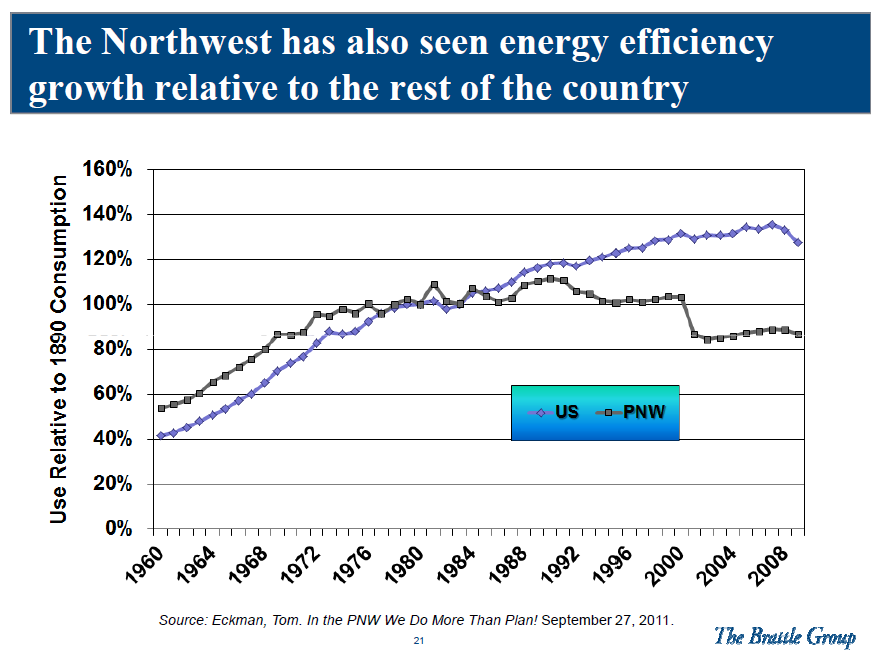 The Northwest has also seen energy efficiency
growth relative to the rest of the country
Use Relative to 1890 Consumption
160%
140%
120%
100%
80%
60%
40%
20%
0%
US PNW
1960 1964 1968 1972 1976 1980 1984 1988 1992 1996 2000 2004 2008
Source: Eckman, Tom. In the PNW We Do More Than Plan! September 27, 2011.
21
The Brattle Group